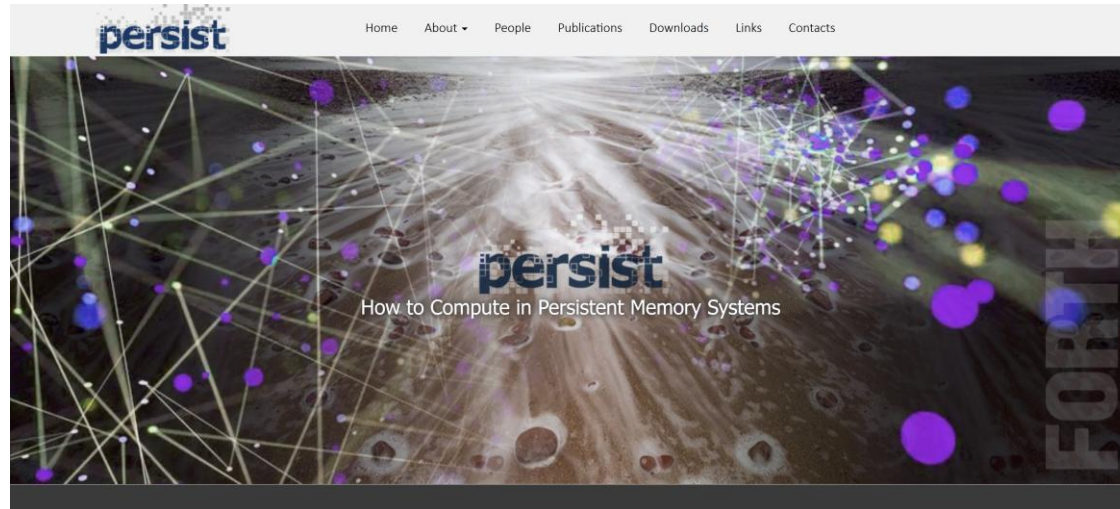 persist
Home About People Publications Downloads Links Contacts
persist
How to Compute in Persistent Memory Systems
FORTH